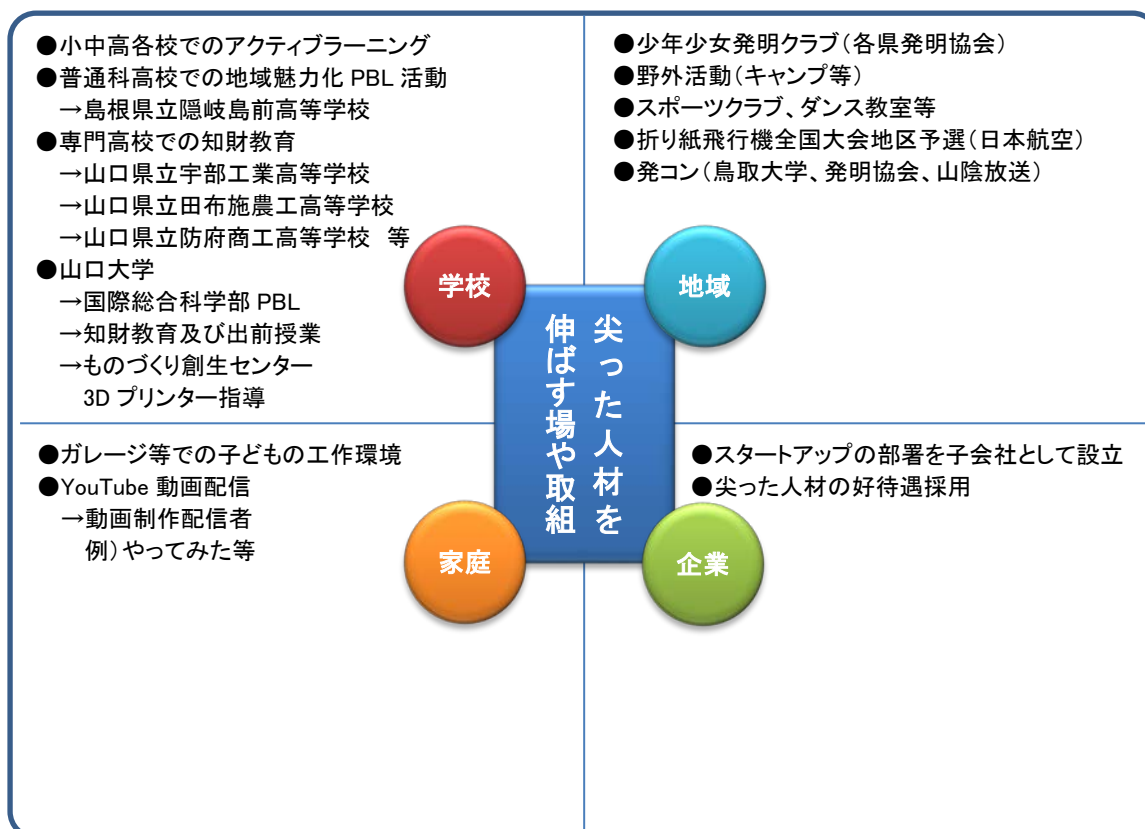 ●小中高各校でのアクティブラーニング
●普通科高校での地域魅力化 PBL 活動
→島根県立隠岐島前高等学校
●専門高校での知財教育
→山口県立宇部工業高等学校
→山口県立田布施農工高等学校
→山口県立防府商工高等学校 等
●山口大学
→国際総合科学部 PBL
→知財教育及び出前授業
→ものづくり創生センター
3D プリンター指導
●少年少女発明クラブ(各県発明協会)
●野外活動(キャンプ等)
●スポーツクラブ、ダンス教室等
●折り紙飛行機全国大会地区予選(日本航空)
●発コン(鳥取大学、発明協会、山陰放送)
学校
地域
尖った人材を
伸ばす場や取組
●ガレージ等での子どもの工作環境
●YouTube 動画配信
→動画制作配信者
例)やってみた等
家庭
●スタートアップの部署を子会社として設立
●尖った人材の好待遇採用
企業